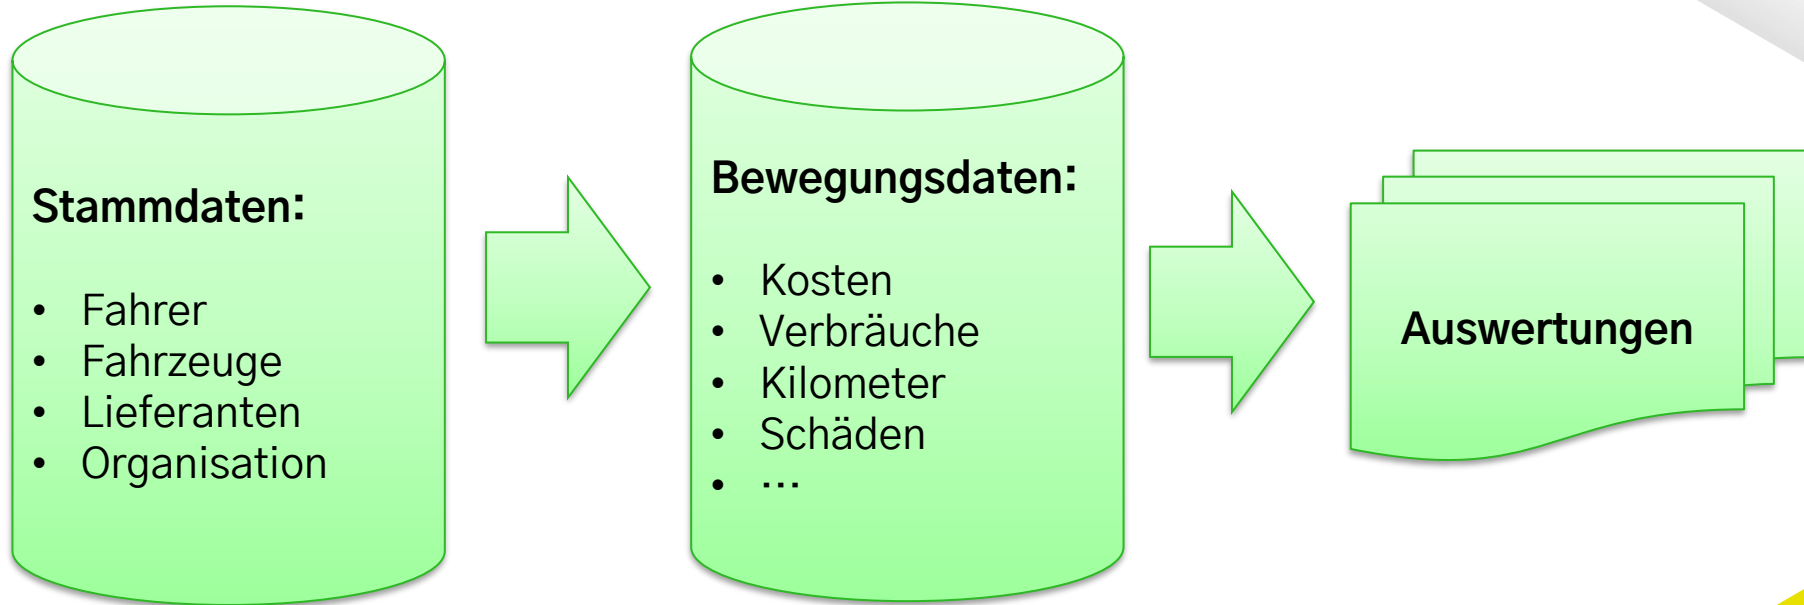 Stammdaten:
• Fahrer
• Fahrzeuge
• Lieferanten
• Organisation
Bewegungsdaten:
• Kosten
• Verbräuche
• Kilometer
• Schäden
• ...
Auswertungen